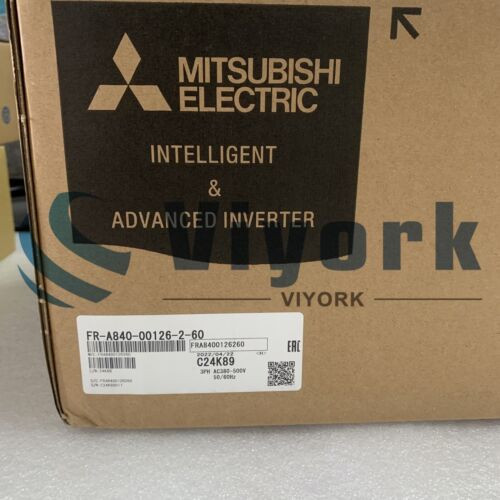 MITSUBISHI
ELECTRIC
INTELLIGENT
&
ADVANCED INVERTER
Viyork
VIYORK
FR-A840-00126-2-60
FRA8400126260
2022/04/22
C24K89
3PH AC380-500V
50/60Hz
EAC